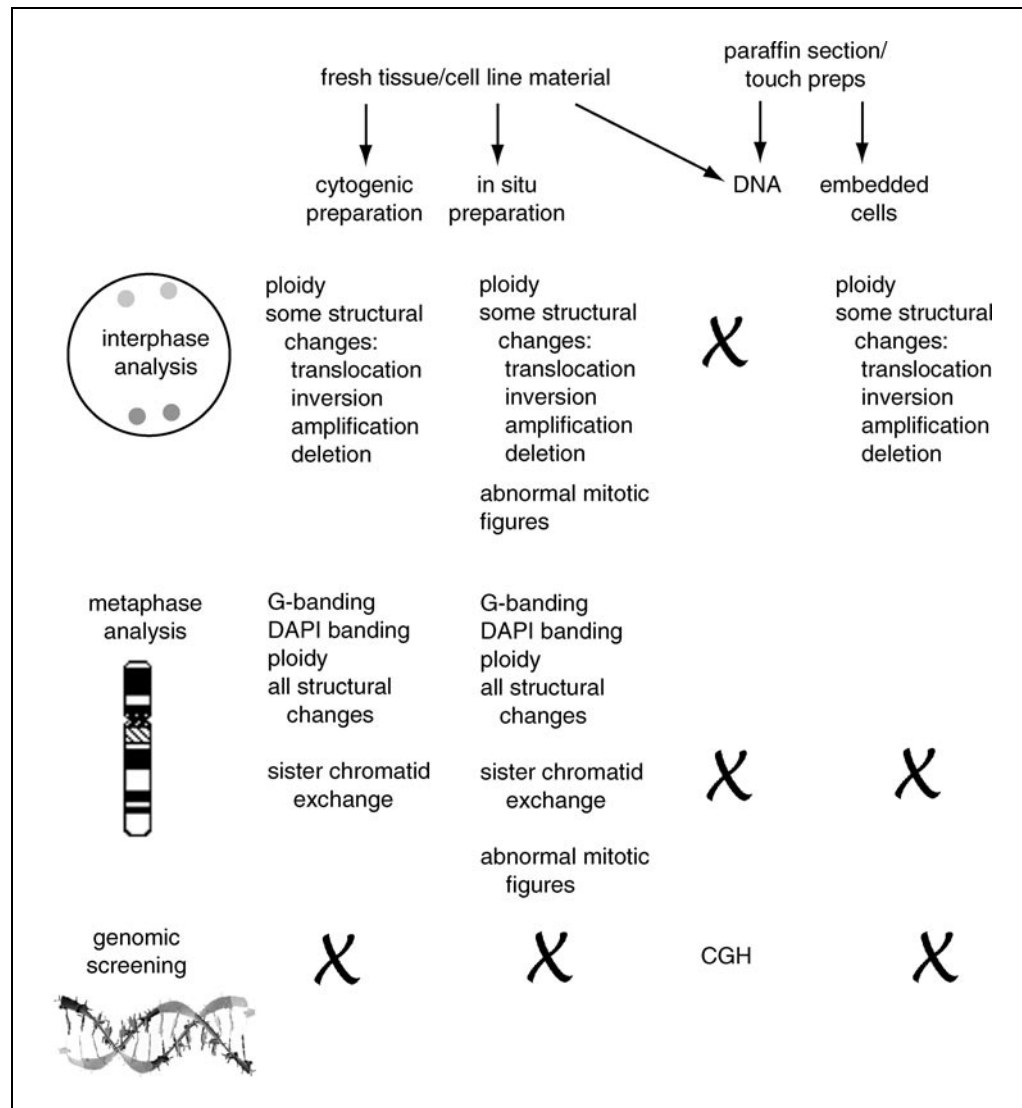 fresh tissue/cell line material
paraffin section/
touch preps
cytogenic
preparation
in situ
preparation
DNA
embedded
cells
interphase
analysis
ploidy
some structural
changes:
translocation
inversion
amplification
deletion
ploidy
some structural
changes:
translocation
inversion
amplification
deletion
abnormal mitotic
figures
X
ploidy
some structural
changes:
translocation
inversion
amplification
deletion
metaphase
analysis
G-banding
DAPI banding
ploidy
all structural
changes
sister chromatid
exchange
G-banding
DAPI banding
ploidy
all structural
changes
sister chromatid
exchange
abnormal mitotic
figures
X
X
genomic
screening
X
X
CGH
X